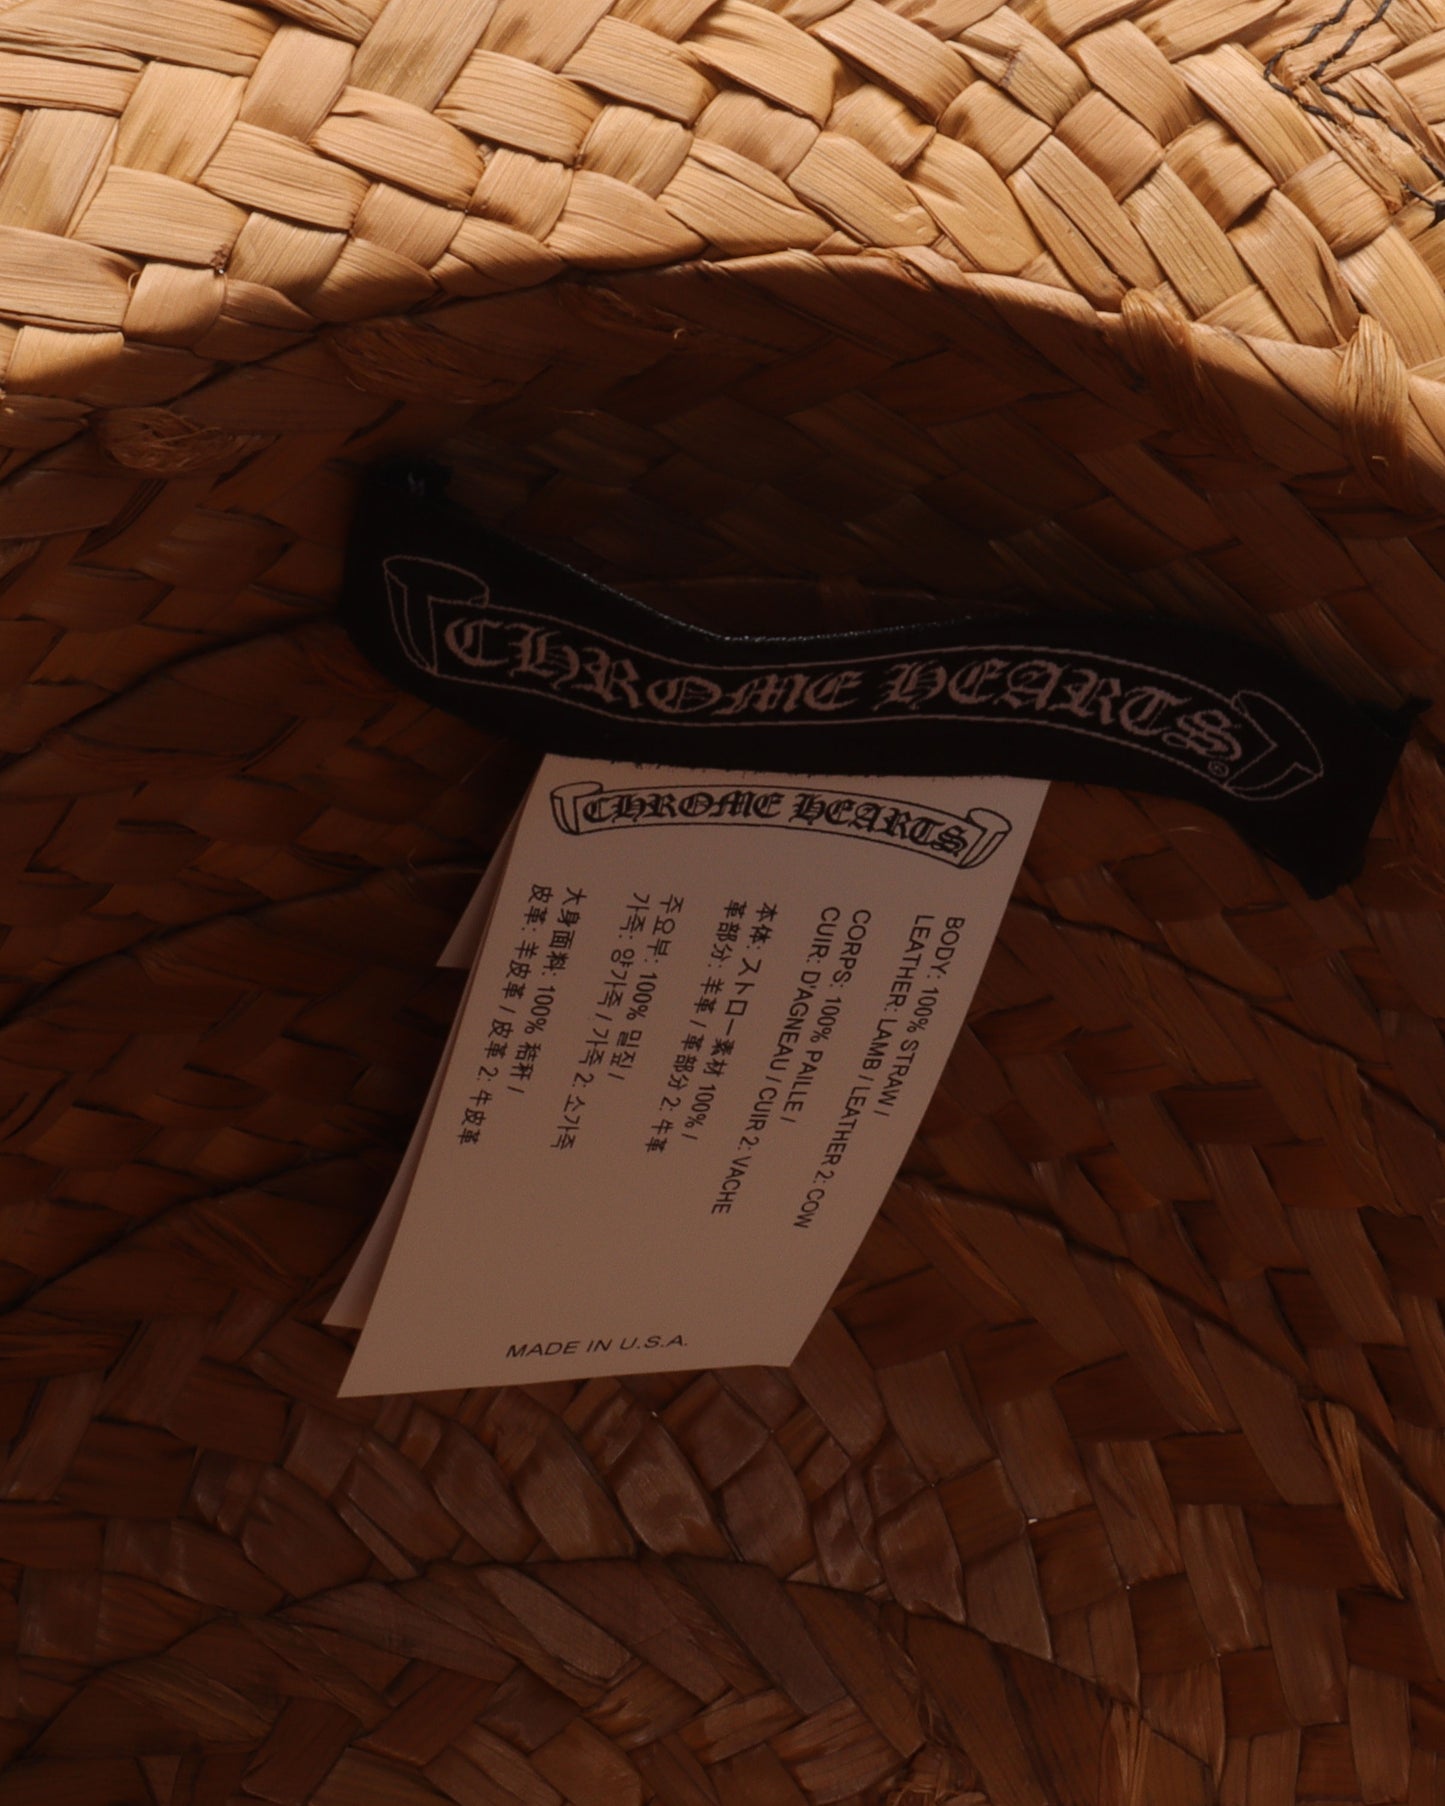 CHROME HEARTS
®
CHROME HEARTS
BODY: 100% STRAW /
LEATHER: LAMB / LEATHER 2: COW
CORPS: 100% PAILLE /
CUIR: D'AGNEAU / CUIR 2: VACHE
本体: ストロー素材 100% /
革部分: 羊革 / 革部分 2: 牛革
주요부: 100% 밀짚 /
가죽: 양가죽 / 가죽 2: 소가죽
大身面料: 100% 秸秆 /
皮革: 羊皮革 / 皮革 2: 牛皮革
MADE IN U.S.A.